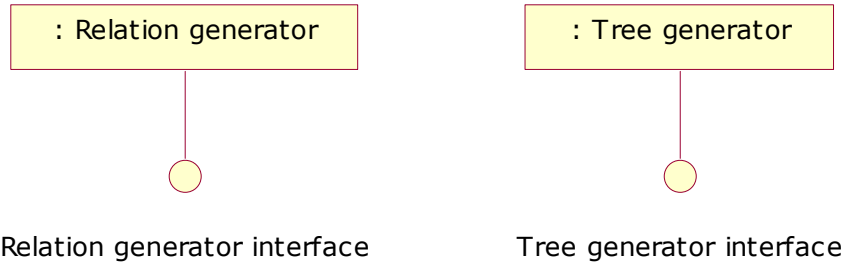 : Relation generator
: Tree generator
Relation generator interface
Tree generator interface